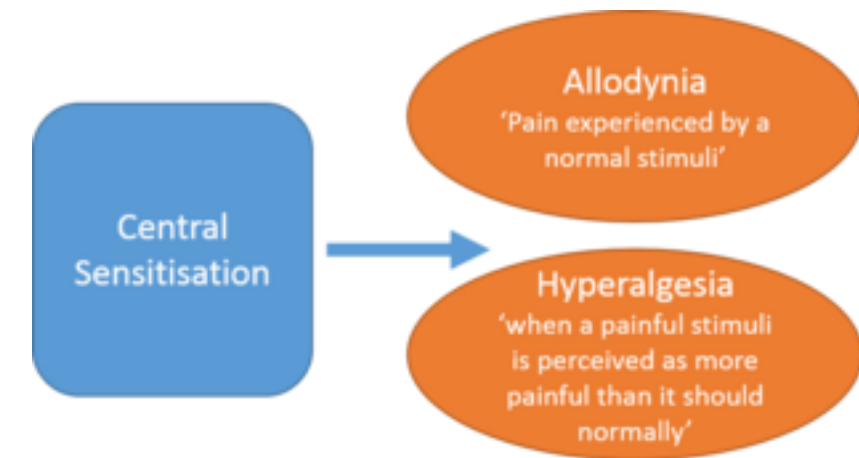 Central
Sensitisation
Allodynia
‘Pain experienced by a
normal stimuli’
Hyperalgesia
‘when a painful stimuli
is perceived as more
painful than it should
normally’